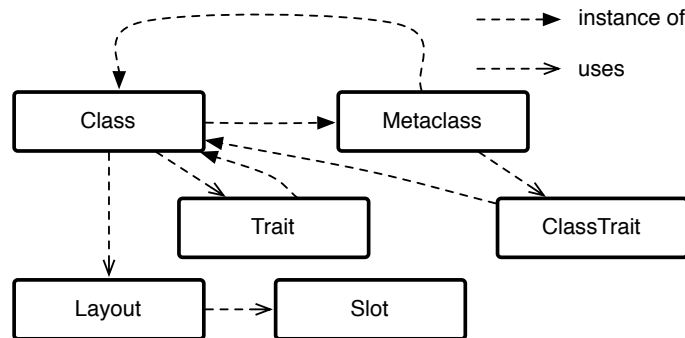 instance of
uses
Class
Metaclass
Trait
ClassTrait
Layout
Slot